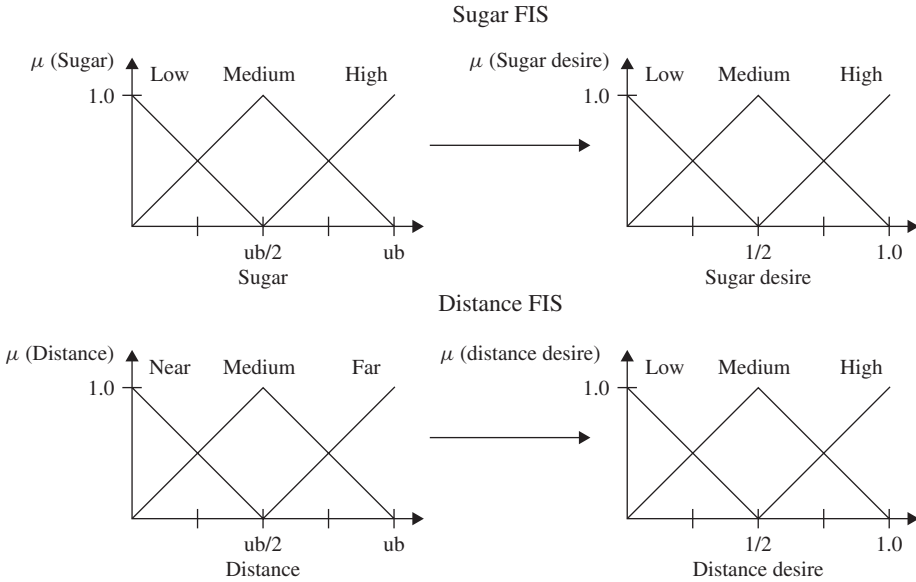 Sugar FIS
μ (Sugar) Low Medium High
1.0
ub/2 ub
Sugar
μ (Sugar desire) Low Medium High
1.0
1/2 1.0
Sugar desire
Distance FIS
μ (Distance) Near Medium Far
1.0
ub/2 ub
Distance
μ (distance desire) Low Medium High
1.0
1/2 1.0
Distance desire